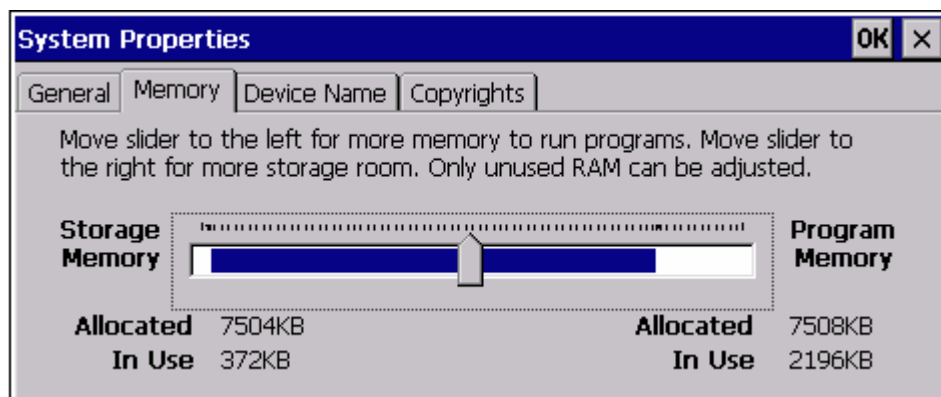 System Properties OK ×
General Memory Device Name Copyrights
Move slider to the left for more memory to run programs. Move slider to
the right for more storage room. Only unused RAM can be adjusted.
Storage Program
Memory Memory
Allocated 7504KB Allocated 7508KB
In Use 372KB In Use 2196KB